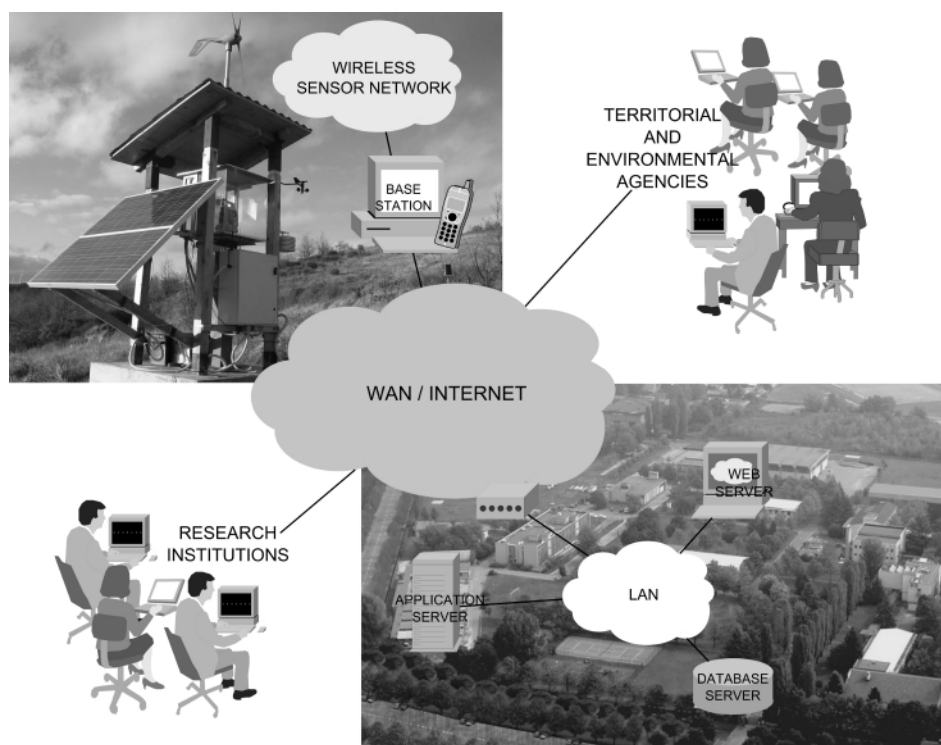 WIRELESS
SENSOR NETWORK
BASE
STATION
TERRITORIAL
AND
ENVIRONMENTAL
AGENCIES
WAN / INTERNET
RESEARCH
INSTITUTIONS
WEB
SERVER
APPLICATION
SERVER
LAN
DATABASE
SERVER